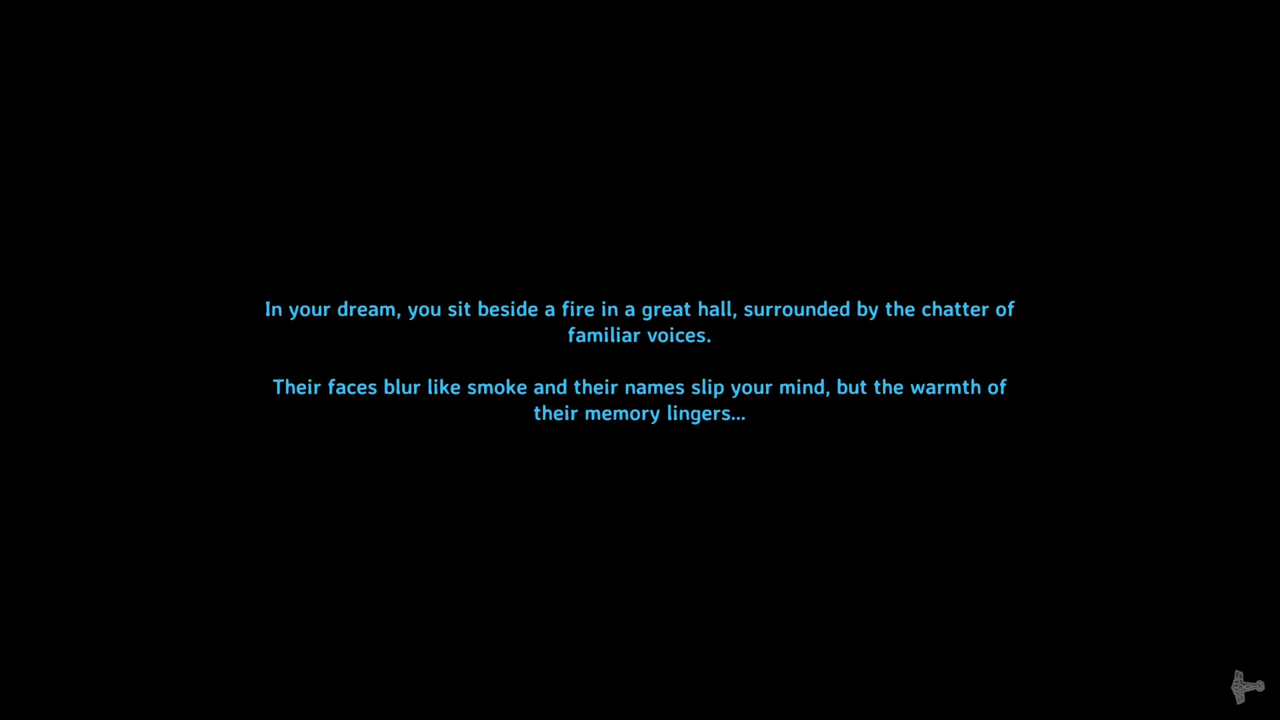 In your dream, you sit beside a fire in a great hall, surrounded by the chatter of
familiar voices.
Their faces blur like smoke and their names slip your mind, but the warmth of
their memory lingers...